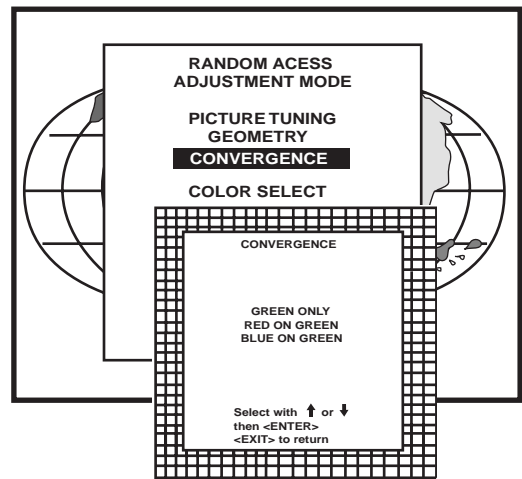 RANDOM ACESS
ADJUSTMENT MODE
PICTURE TUNING
GEOMETRY
CONVERGENCE
COLOR SELECT
CONVERGENCE
GREEN ONLY
RED ON GREEN
BLUE ON GREEN
Select with ↑ or ↓
then <ENTER>
<EXIT> to return